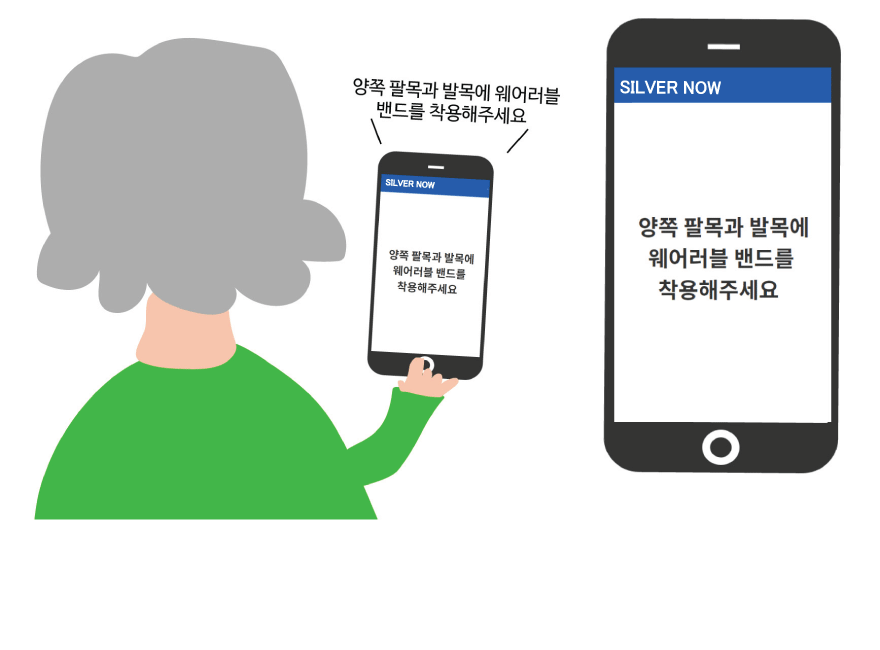 양쪽 팔목과 발목에 웨어러블
밴드를 착용해주세요
SILVER NOW
양쪽 팔목과 발목에
웨어러블 밴드를
착용해주세요
SILVER NOW
양쪽 팔목과 발목에
웨어러블 밴드를
착용해주세요